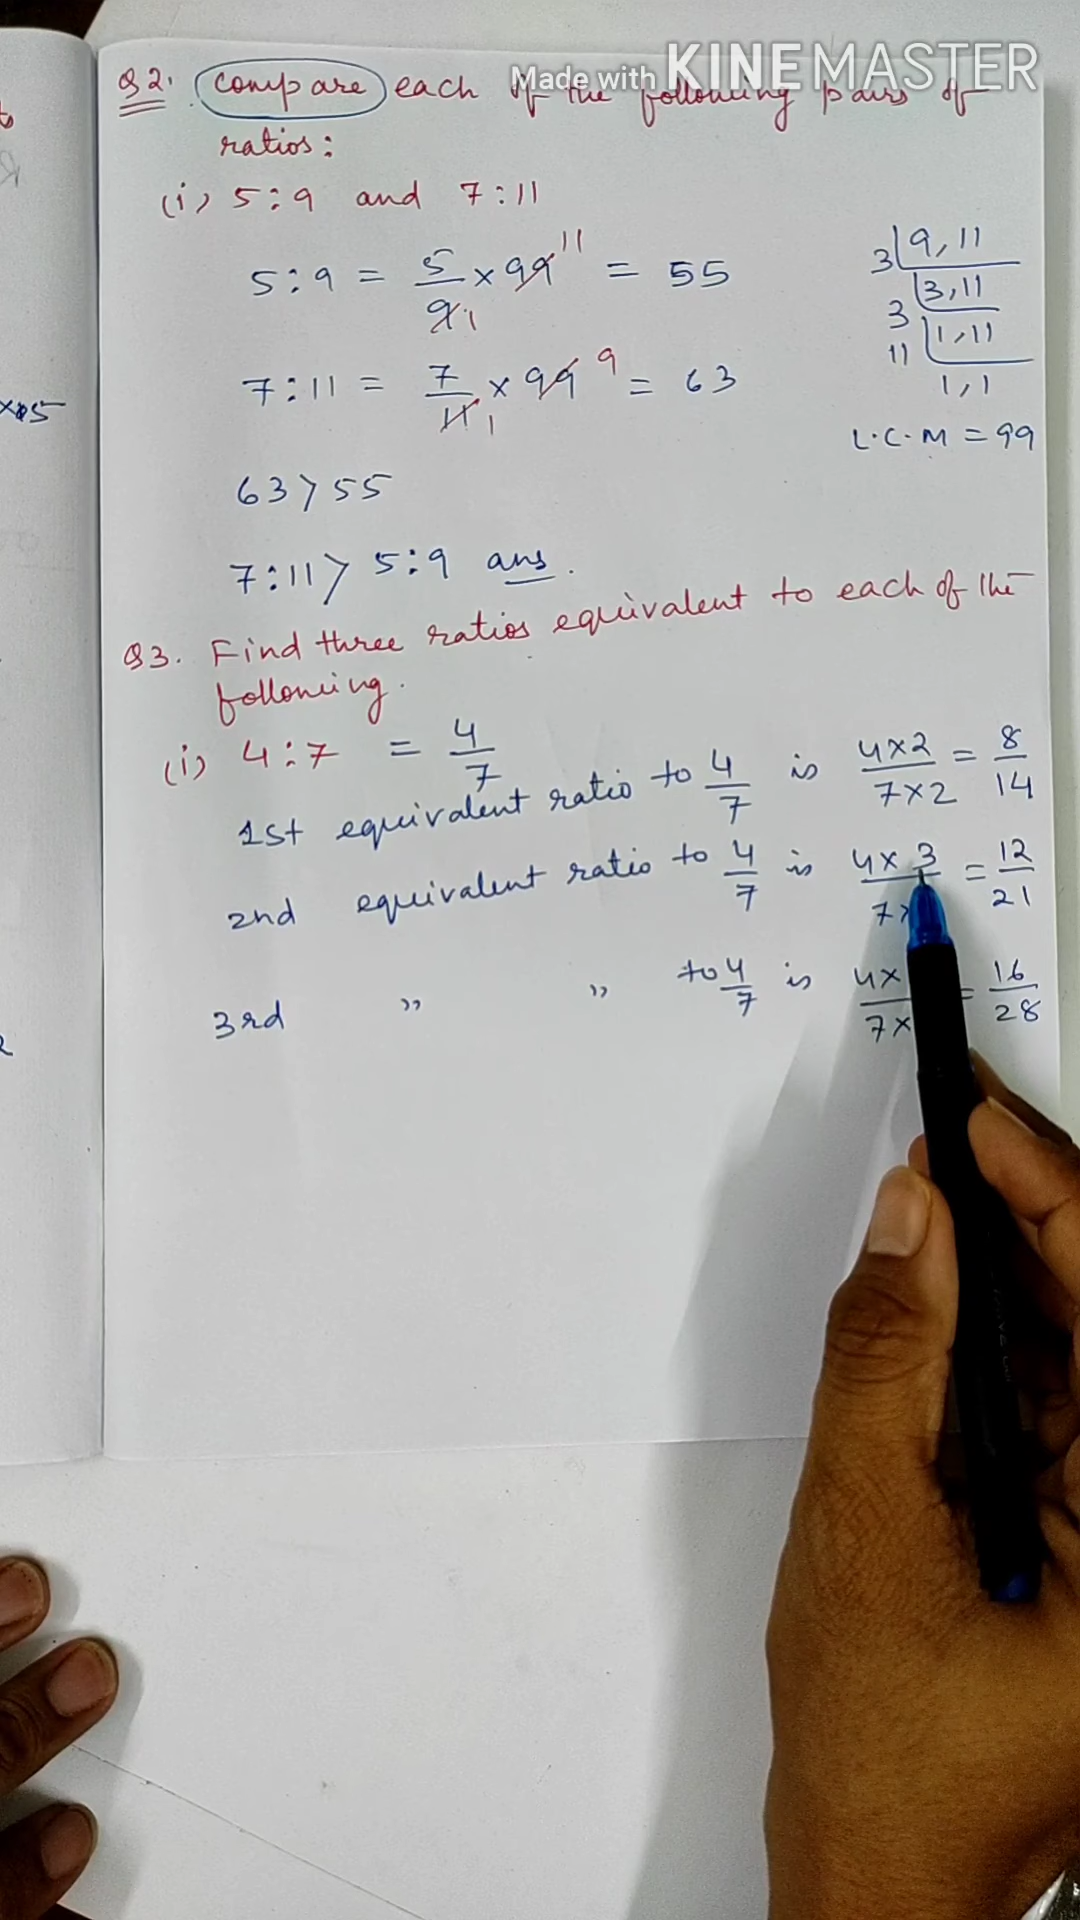 Made with KINEMASTER
Q2. Compare each of the following pairs of
ratios:
(i) 5:9 and 7:11
5:9 = 5/9 1 × 99 11 = 55
3 | 9, 11
3 | 3, 11
11 | 1, 11
1, 1
7:11 = 7/11 1 × 99 9 = 63
L.C.M = 99
63 > 55
7:11 > 5:9 ans.
Q3. Find three ratios equivalent to each of the
following.
(i) 4:7 = 4/7
1st equivalent ratio to 4/7 is 4×2/7×2 = 8/14
2nd equivalent ratio to 4/7 is 4×3/7× = 12/21
3rd " " to 4/7 is 4×/7× = 16/28